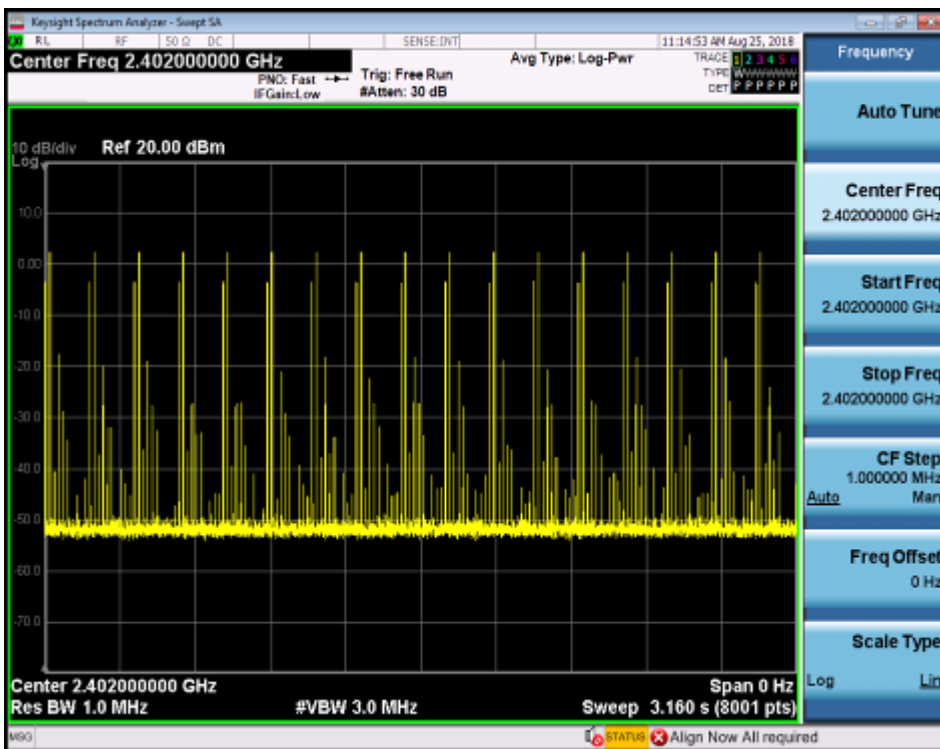 Keysight Spectrum Analyzer - Swept SA
RL RF 50 Ω DC SENSE:INT 11:14:53 AM Aug 25, 2018
Center Freq 2.402000000 GHz
Avg Type: Log-Pwr
TRACE 1 2 3 4 5 6
PNO: Fast
Trig: Free Run
TYPE WWWWWW
IFGain:Low
#Atten: 30 dB
DET P P P P P P
10 dB/div Ref 20.00 dBm
Log
10.0
0.00
-10.0
-20.0
-30.0
-40.0
-50.0
-60.0
-70.0
Center 2.402000000 GHz
Span 0 Hz
Res BW 1.0 MHz
#VBW 3.0 MHz
Sweep 3.160 s (8001 pts)
MSG
STATUS Align Now All required
Frequency
Auto Tune
Center Freq
2.402000000 GHz
Start Freq
2.402000000 GHz
Stop Freq
2.402000000 GHz
CF Step
1.000000 MHz
Auto Man
Freq Offset
0 Hz
Scale Type
Log Lin